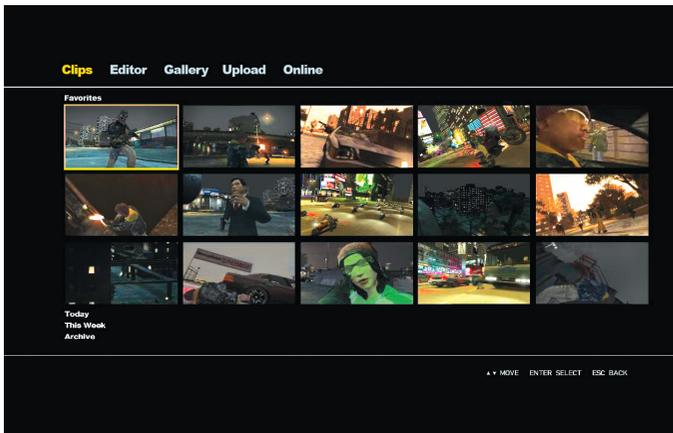 Clips Editor Gallery Upload Online
Favorites
Today
This Week
Archive
▲▼ MOVE ENTER SELECT ESC BACK